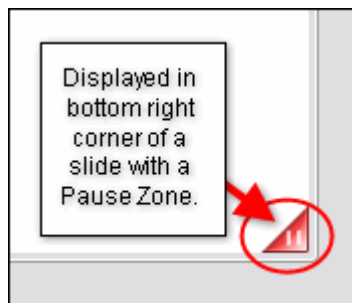 Displayed in
bottom right
corner of a
slide with a
Pause Zone.